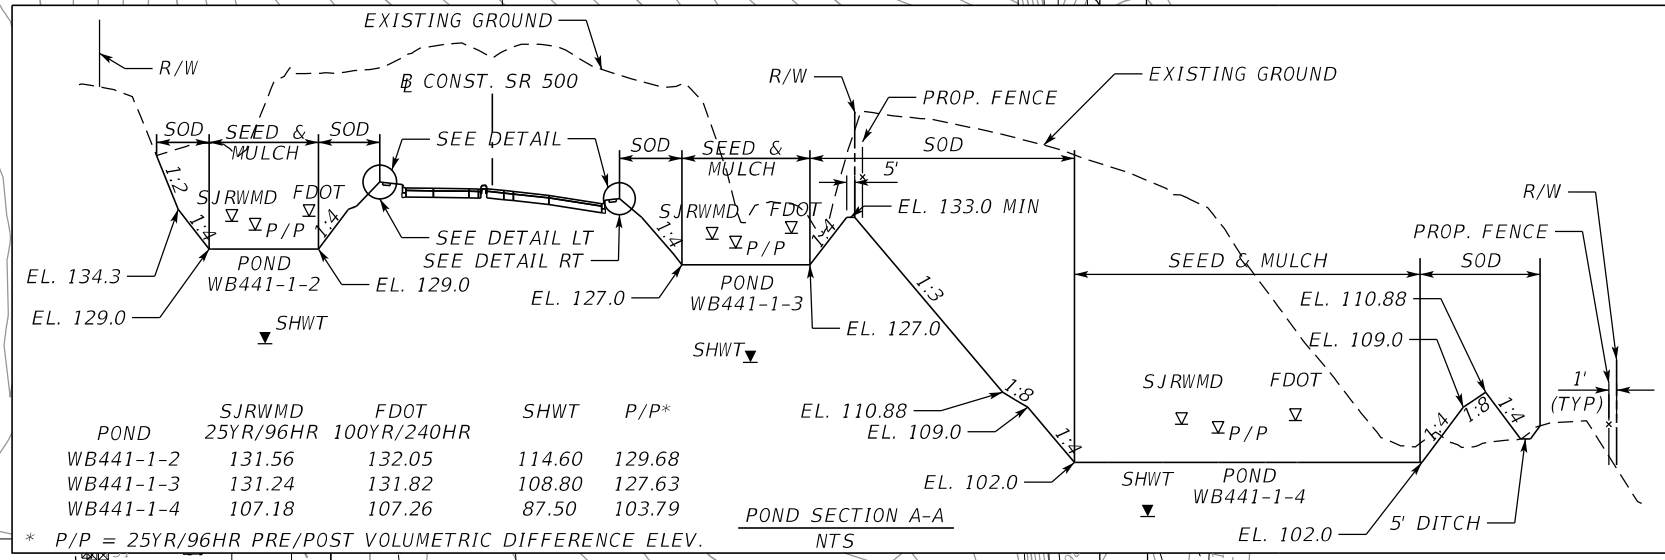 EXISTING GROUND
R/W
BL CONST. SR 500
R/W
PROP. FENCE
EXISTING GROUND
SOD
SEED & MULCH
SOD
SEE DETAIL
SOD
SEED & MULCH
SOD
5'
1:2
1:4
SJRWMD
FDOT
P/P
1:4
SEE DETAIL LT
SEE DETAIL RT
1:4
SJRWMD
FDOT
P/P
1:4
EL. 133.0 MIN
R/W
PROP. FENCE
EL. 134.3
POND
WB441-1-2
EL. 129.0
EL. 129.0
SHWT
EL. 127.0
POND
WB441-1-3
EL. 127.0
SHWT
1:3
SEED & MULCH
SOD
EL. 110.88
EL. 109.0
1:8
EL. 110.88
EL. 109.0
1:4
EL. 102.0
SJRWMD
FDOT
P/P
1:4
1:8
1:4
1'
(TYP)
SHWT
POND
WB441-1-4
EL. 102.0
5' DITCH
POND SJRWMD 25YR/96HR FDOT 100YR/240HR SHWT P/P*
WB441-1-2 131.56 132.05 114.60 129.68
WB441-1-3 131.24 131.82 108.80 127.63
WB441-1-4 107.18 107.26 87.50 103.79
* P/P = 25YR/96HR PRE/POST VOLUMETRIC DIFFERENCE ELEV.
POND SECTION A-A
NTS